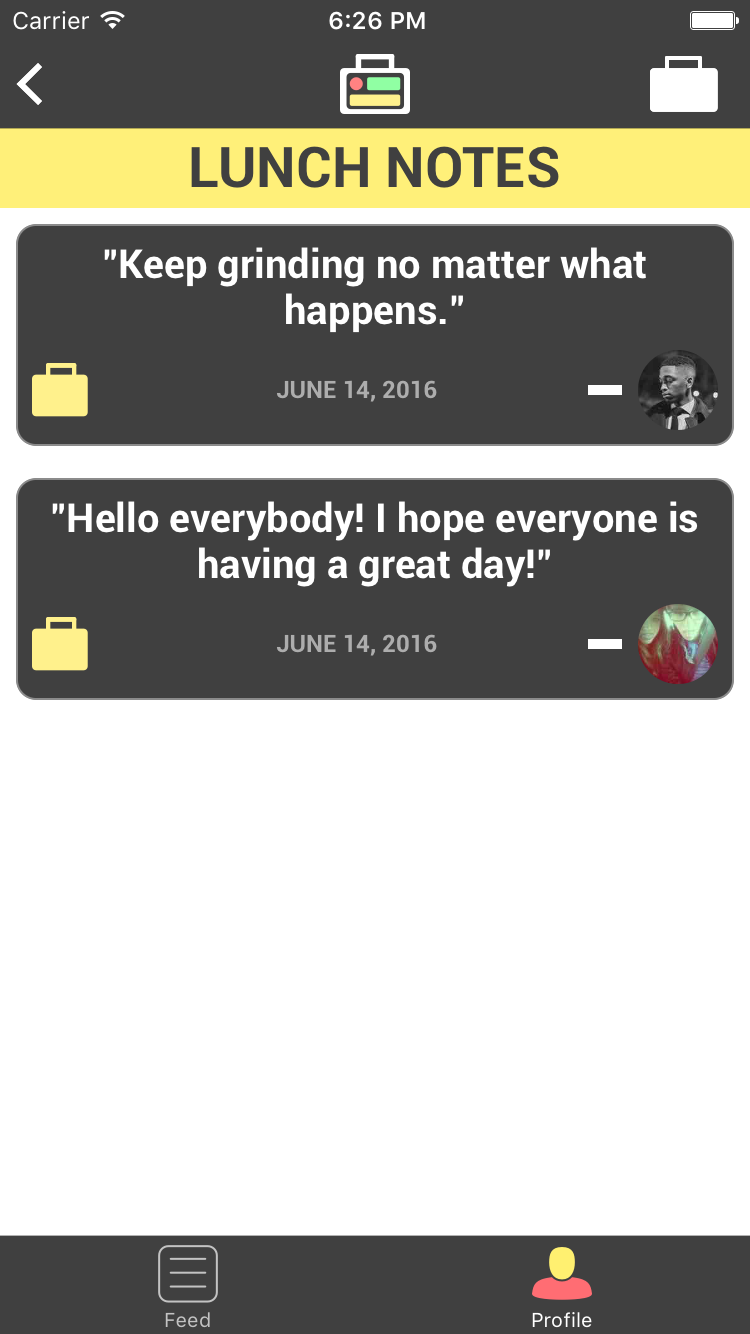 Carrier 6:26 PM
LUNCH NOTES
"Keep grinding no matter what
happens."
JUNE 14, 2016
"Hello everybody! I hope everyone is
having a great day!"
JUNE 14, 2016
Feed Profile